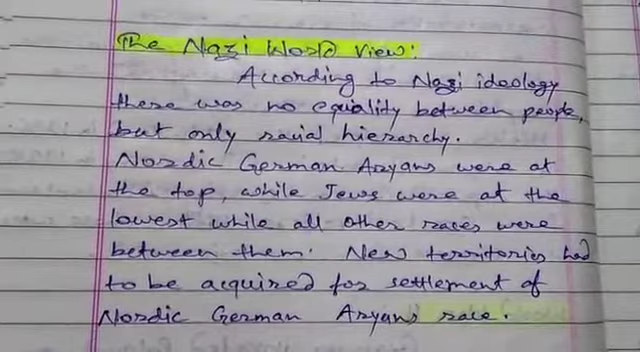 The Nazi World View:
According to Nazi ideology
there was no equality between people,
but only racial hierarchy.
Nordic German Aryans were at
the top, while Jews were at the
lowest while all other races were
between them. New territories had
to be acquired for settlement of
Nordic German Aryans race.